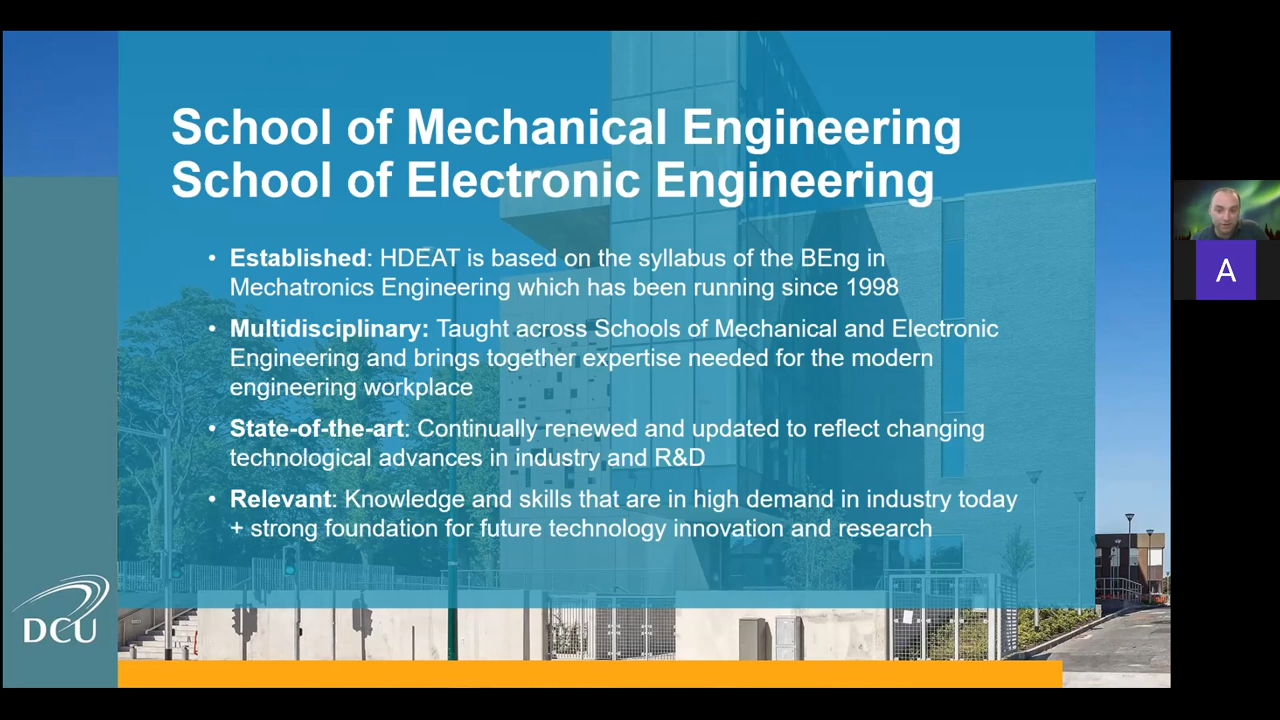 School of Mechanical Engineering
School of Electronic Engineering
• Established: HDEAT is based on the syllabus of the BEng in
Mechatronics Engineering which has been running since 1998
• Multidisciplinary: Taught across Schools of Mechanical and Electronic
Engineering and brings together expertise needed for the modern
engineering workplace
• State-of-the-art: Continually renewed and updated to reflect changing
technological advances in industry and R&D
• Relevant: Knowledge and skills that are in high demand in industry today
+ strong foundation for future technology innovation and research
DCU
A